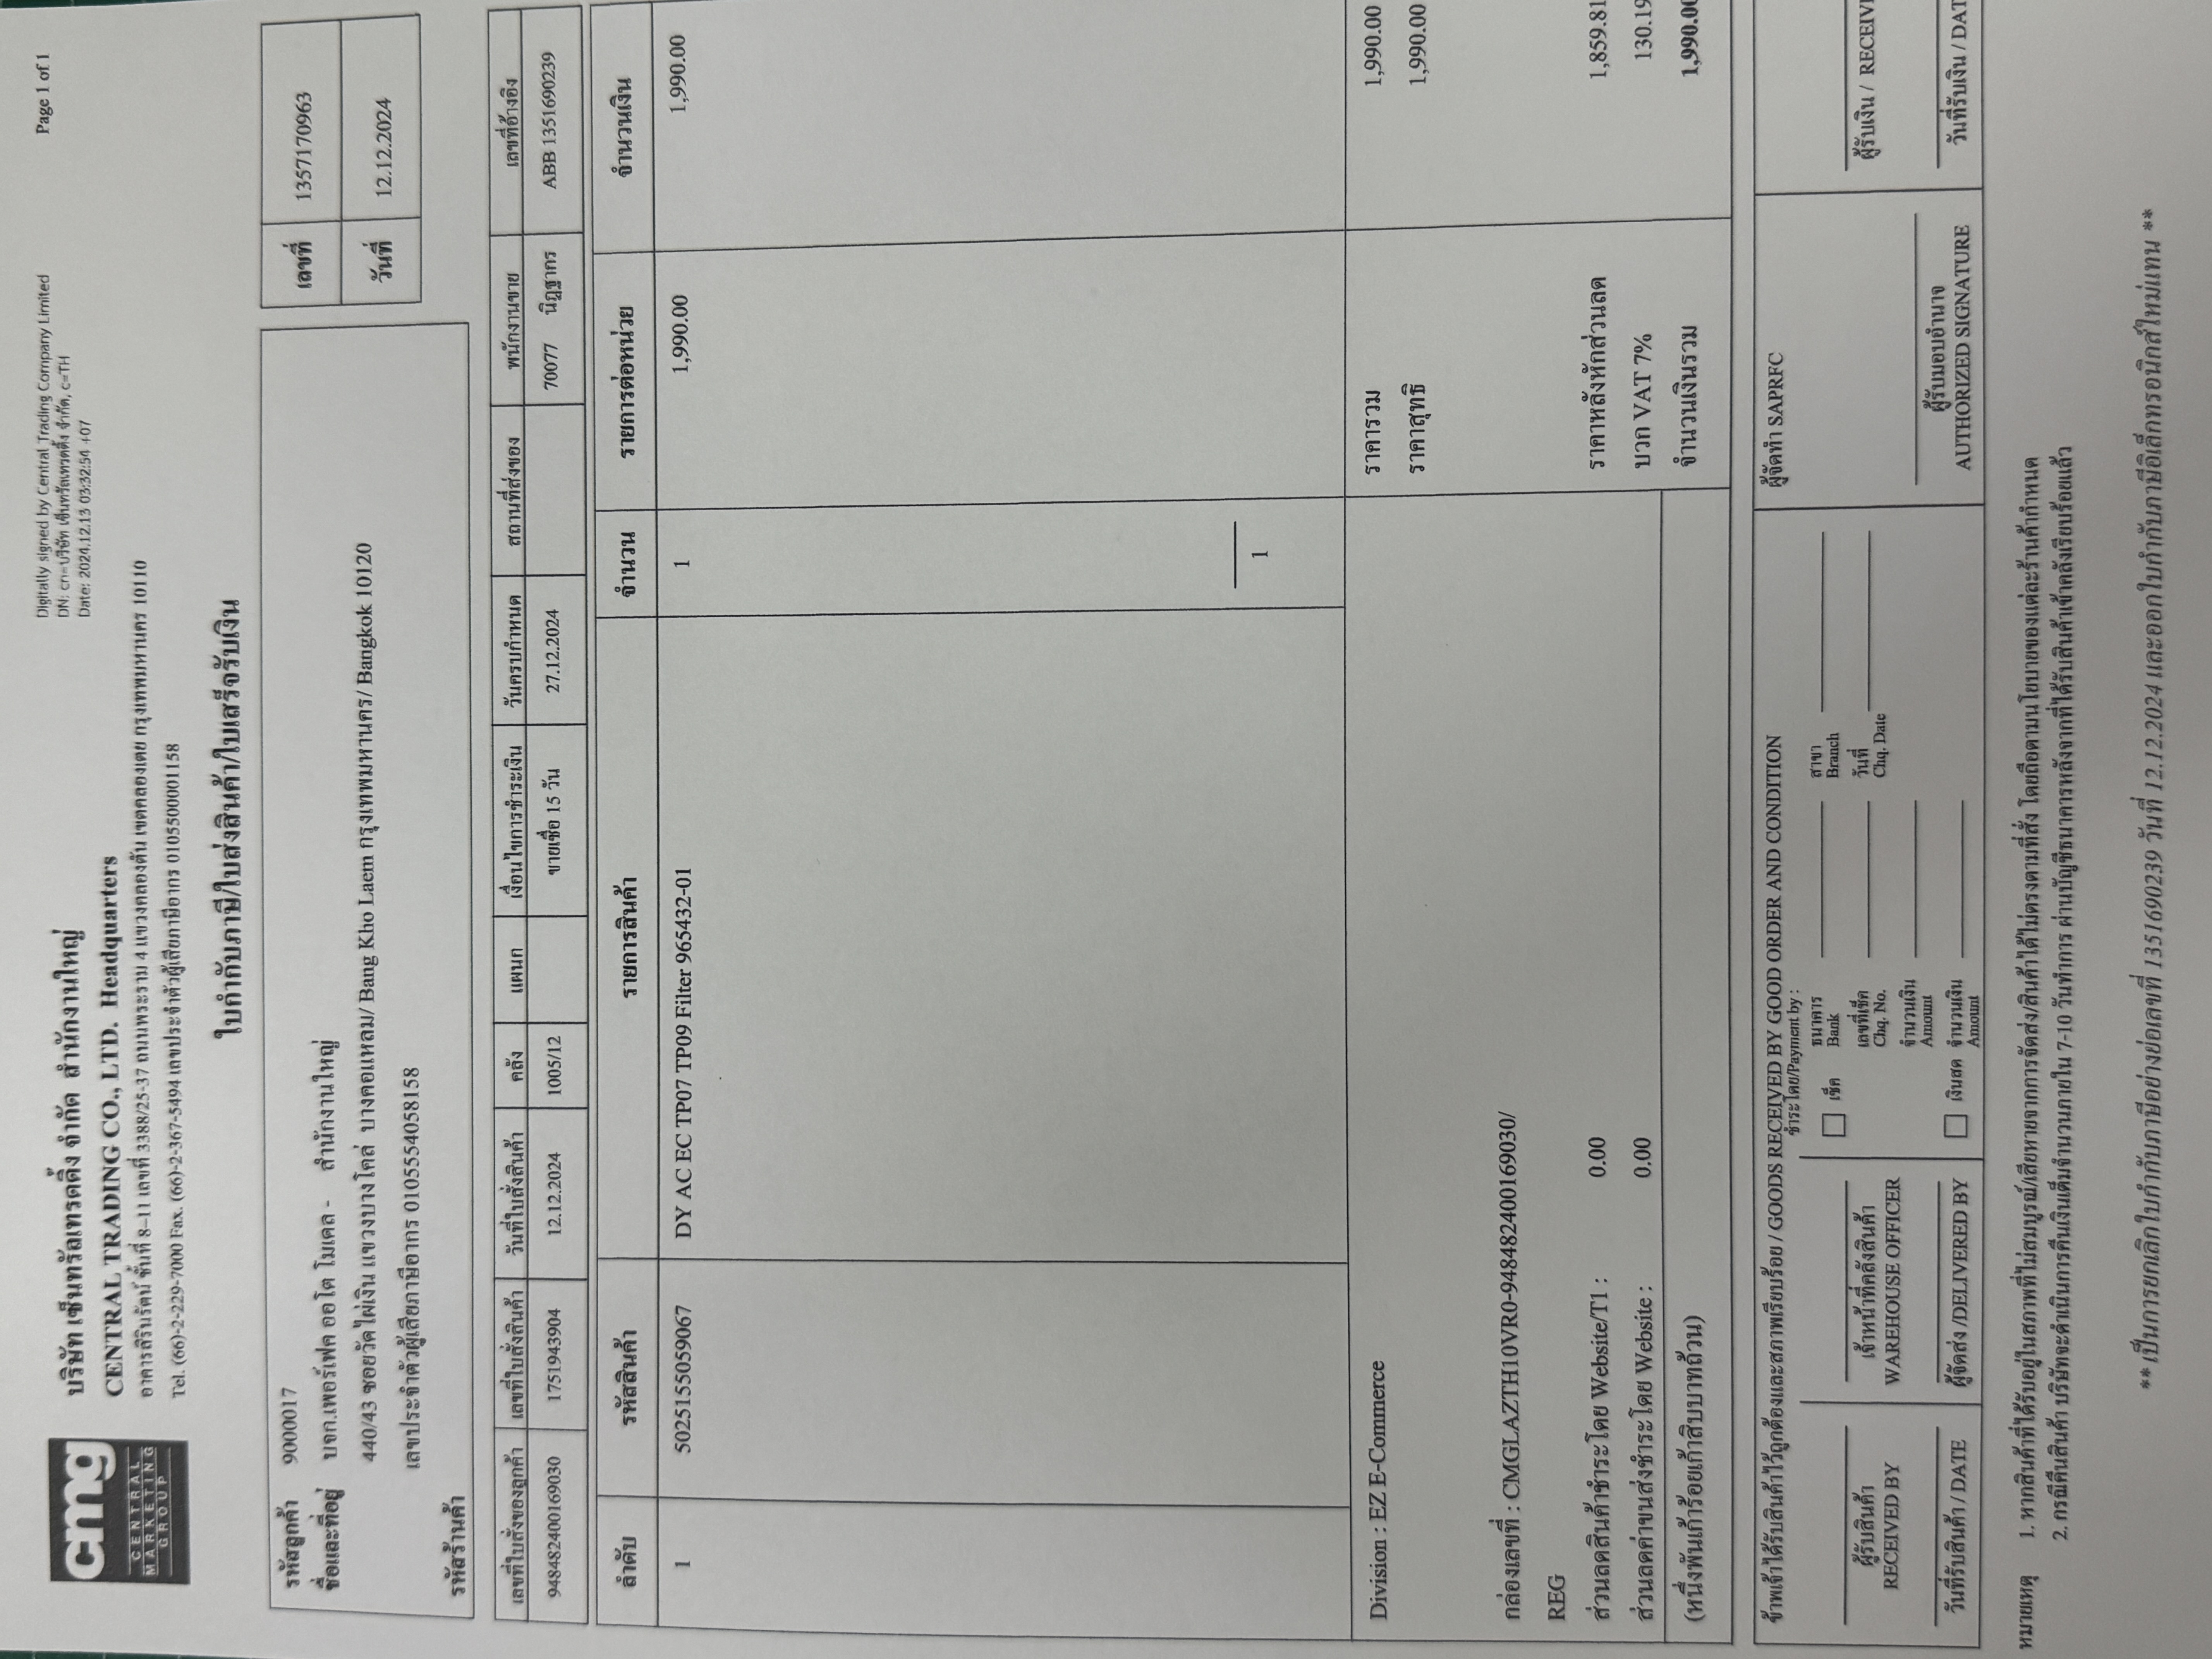 cmg
CENTRAL
MARKETING
GROUP
บริษัท เซ็นทรัลเทรดดิ้ง จำกัด สำนักงานใหญ่
CENTRAL TRADING CO., LTD. Headquarters
อาคารสิรินรัตน์ ชั้นที่ 8–11 เลขที่ 3388/25-37 ถนนพระราม 4 แขวงคลองตัน เขตคลองเตย กรุงเทพมหานคร 10110
Tel. (66)-2-229-7000 Fax. (66)-2-367-5494 เลขประจำตัวผู้เสียภาษีอากร 0105500001158
Digitally signed by Central Trading Company Limited
DN: cn=บริษัท เซ็นทรัลเทรดดิ้ง จำกัด, c=TH
Date: 2024.12.13 03:32:54 +07
Page 1 of 1
ใบกำกับภาษี/ใบส่งสินค้า/ใบเสร็จรับเงิน
รหัสลูกค้า 9000017
ชื่อและที่อยู่ บจก.เพอร์เฟค ออโต โมเดล - สำนักงานใหญ่
440/43 ซอยวัดไผ่เงิน แขวงบางโคล่ บางคอแหลม/ Bang Kho Laem กรุงเทพมหานคร/ Bangkok 10120
เลขประจำตัวผู้เสียภาษีอากร 0105554058158
รหัสร้านค้า
เลขที่ 1357170963
วันที่ 12.12.2024
เลขที่ใบสั่งของลูกค้า เลขที่ใบสั่งสินค้า วันที่ใบสั่งสินค้า คลัง แผนก เงื่อนไขการชำระเงิน วันครบกำหนด สถานที่ส่งของ พนักงานขาย เลขที่อ้างอิง
948482400169030 1751943904 12.12.2024 1005/12 ขายเชื่อ 15 วัน 27.12.2024 70077 นิฎฐากร ABB 1351690239
ลำดับ รหัสสินค้า รายการสินค้า จำนวน รายการต่อหน่วย จำนวนเงิน
1 5025155059067 DY AC EC TP07 TP09 Filter 965432-01 1 1,990.00 1,990.00
1
Division : EZ E-Commerce
ราคารวม 1,990.00
ราคาสุทธิ 1,990.00
กล่องเลขที่ : CMGLAZTH10VR0-948482400169030/
REG
ส่วนลดสินค้าชำระโดย Website/T1 : 0.00
ราคาหลังหักส่วนลด 1,859.81
ส่วนลดค่าขนส่งชำระโดย Website : 0.00
บวก VAT 7% 130.19
(หนึ่งพันเก้าร้อยเก้าสิบบาทถ้วน)
จำนวนเงินรวม 1,990.00
ข้าพเจ้าได้รับสินค้าไว้ถูกต้องและสภาพเรียบร้อย / GOODS RECEIVED BY GOOD ORDER AND CONDITION
ชำระโดย/Payment by :
เช็ค
ธนาคาร
Bank
สาขา
Branch
เลขที่เช็ค
Chq. No.
วันที่
Chq. Date
จำนวนเงิน
Amount
เงินสด จำนวนเงิน
Amount
ผู้รับสินค้า
RECEIVED BY
วันที่รับสินค้า / DATE
เจ้าหน้าที่คลังสินค้า
WAREHOUSE OFFICER
ผู้จัดส่ง /DELIVERED BY
ผู้จัดทำ SAPRFC
ผู้รับมอบอำนาจ
AUTHORIZED SIGNATURE
ผู้รับเงิน / RECEIV
วันที่รับเงิน / DAT
หมายเหตุ 1. หากสินค้าที่ได้รับอยู่ในสภาพที่ไม่สมบูรณ์/เสียหายจากการจัดส่ง/สินค้าได้ไม่ตรงตามที่สั่ง โดยถือตามนโยบายของแต่ละร้านค้ากำหนด
2. กรณีคืนสินค้า บริษัทจะดำเนินการคืนเงินเต็มจำนวนภายใน 7-10 วันทำการ ผ่านบัญชีธนาคารหลังจากที่ได้รับสินค้าเข้าคลังเรียบร้อยแล้ว
** เป็นการยกเลิกใบกำกับภาษีอย่างย่อเลขที่ 1351690239 วันที่ 12.12.2024 และออกใบกำกับภาษีอิเล็กทรอนิกส์ใหม่แทน **